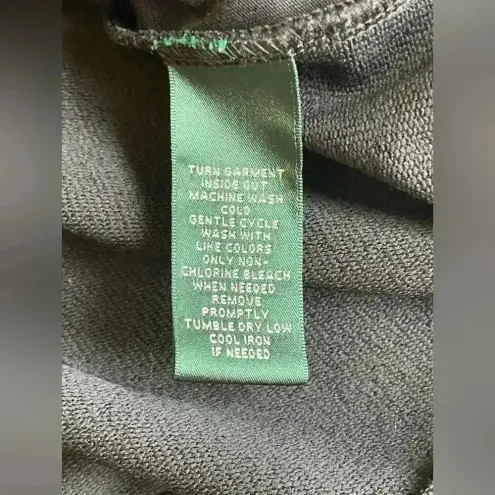 TURN GARMENT
INSIDE OUT
MACHINE WASH
COLD
GENTLE CYCLE
WASH WITH
LIKE COLORS
ONLY NON-
CHLORINE BLEACH
WHEN NEEDED
REMOVE
PROMPTLY
TUMBLE DRY LOW
COOL IRON
IF NEEDED